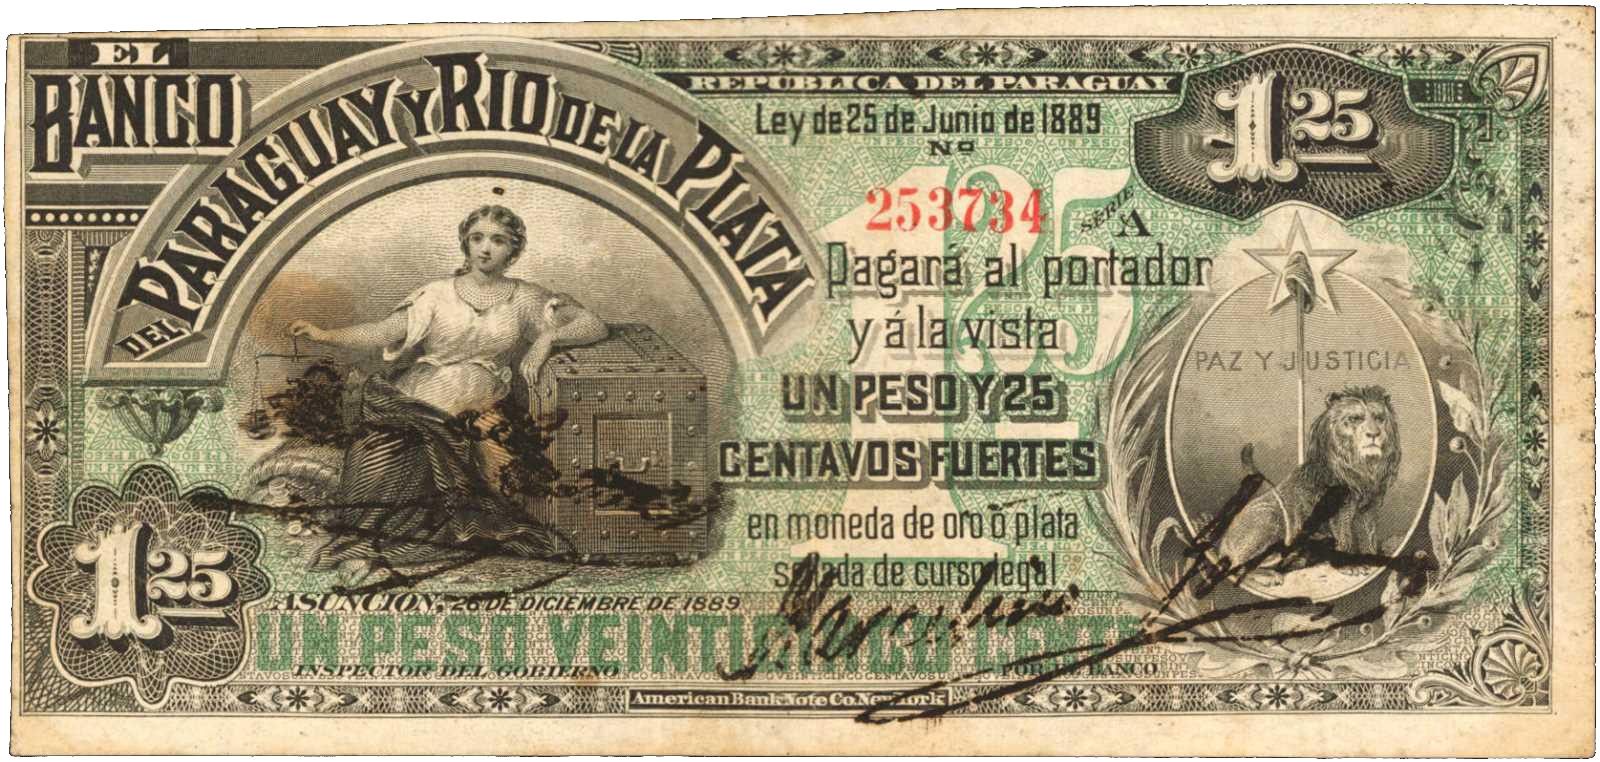 EL
BANCO
DEL PARAGUAY Y RIO DE LA PLATA
REPÚBLICA DEL PARAGUAY
Ley de 25 de Junio de 1889
Nº
253734
SERIE A
1 25
1 25
Pagará al portador
y á la vista
UN PESO Y 25
CENTAVOS FUERTES
en moneda de oro ó plata
sellada de curso legal
PAZ Y JUSTICIA
1 25
ASUNCION, 26 DE DICIEMBRE DE 1889
UN PESO VEINTICINCO CENTS
INSPECTOR DEL GOBIERNO
POR EL BANCO
American Bank Note Co. New York